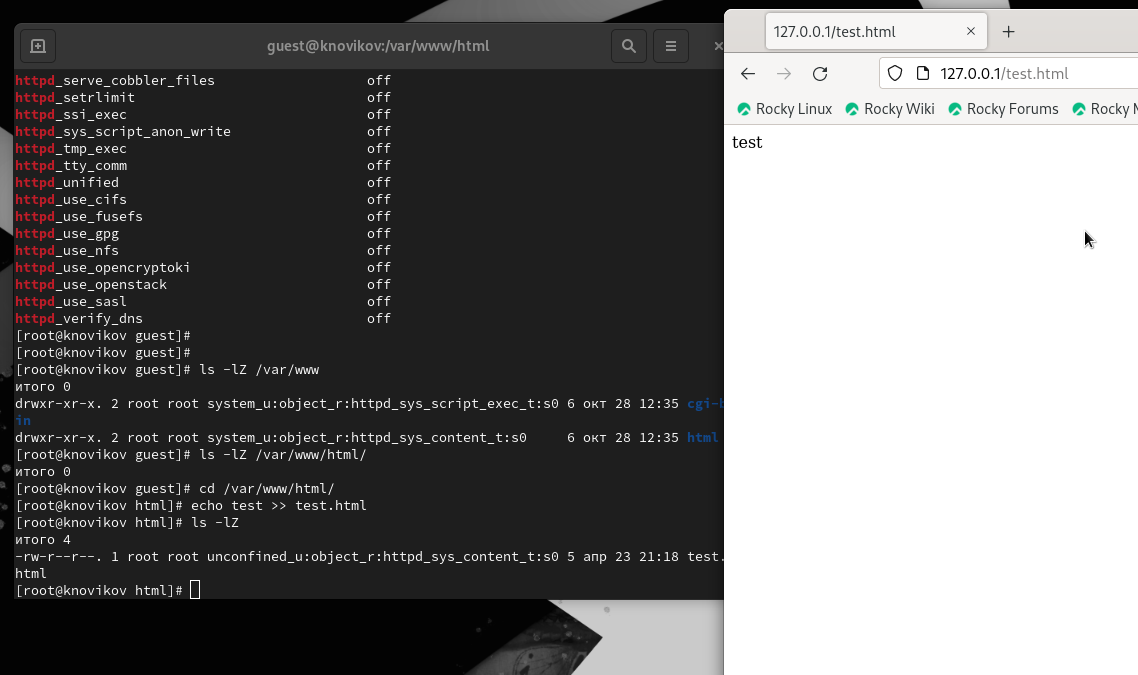 guest@knovikov:/var/www/html
httpd_serve_cobbler_files off
httpd_setrlimit off
httpd_ssi_exec off
httpd_sys_script_anon_write off
httpd_tmp_exec off
httpd_tty_comm off
httpd_unified off
httpd_use_cifs off
httpd_use_fusefs off
httpd_use_gpg off
httpd_use_nfs off
httpd_use_opencryptoki off
httpd_use_openstack off
httpd_use_sasl off
httpd_verify_dns off
[root@knovikov guest]#
[root@knovikov guest]#
[root@knovikov guest]# ls -lZ /var/www
итого 0
drwxr-xr-x. 2 root root system_u:object_r:httpd_sys_script_exec_t:s0 6 окт 28 12:35 cgi-b
in
drwxr-xr-x. 2 root root system_u:object_r:httpd_sys_content_t:s0 6 окт 28 12:35 html
[root@knovikov guest]# ls -lZ /var/www/html/
итого 0
[root@knovikov guest]# cd /var/www/html/
[root@knovikov html]# echo test >> test.html
[root@knovikov html]# ls -lZ
итого 4
-rw-r--r--. 1 root root unconfined_u:object_r:httpd_sys_content_t:s0 5 апр 23 21:18 test.
html
[root@knovikov html]#
127.0.0.1/test.html
127.0.0.1/test.html
Rocky Linux Rocky Wiki Rocky Forums Rocky
test